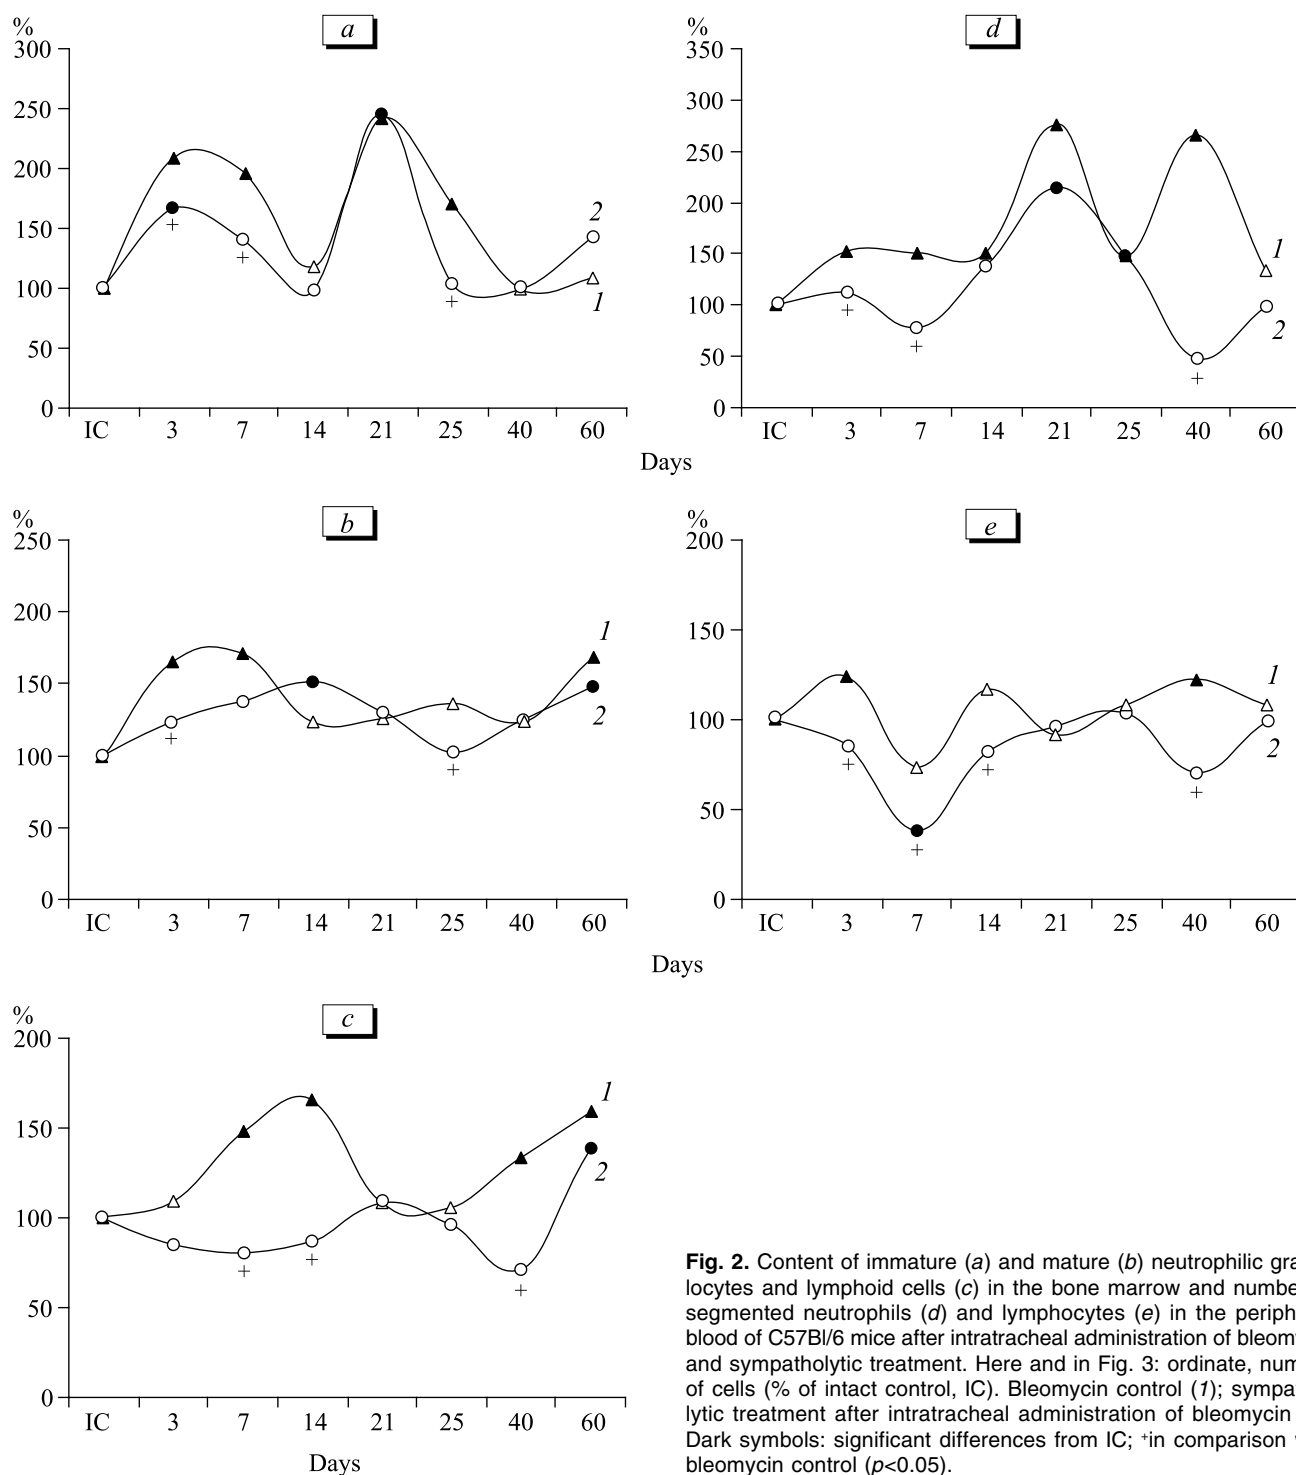 %
a
300
250
200
150
100
50
0
2
1
+ + +
IC 3 7 14 21 25 40 60
%
d
350
300
250
200
150
100
50
0
1
2
+ + +
IC 3 7 14 21 25 40 60
Days
%
b
250
200
150
100
50
0
1
2
+ +
IC 3 7 14 21 25 40 60
%
e
200
150
100
50
0
1
2
+ + + +
IC 3 7 14 21 25 40 60
Days
%
c
200
150
100
50
0
1
2
+ + +
IC 3 7 14 21 25 40 60
Days
Fig. 2. Content of immature (a) and mature (b) neutrophilic gra
locytes and lymphoid cells (c) in the bone marrow and numbe
segmented neutrophils (d) and lymphocytes (e) in the periph
blood of C57Bl/6 mice after intratracheal administration of bleom
and sympatholytic treatment. Here and in Fig. 3: ordinate, num
of cells (% of intact control, IC). Bleomycin control (1); sympa
lytic treatment after intratracheal administration of bleomycin
Dark symbols: significant differences from IC; +in comparison
bleomycin control (p<0.05).